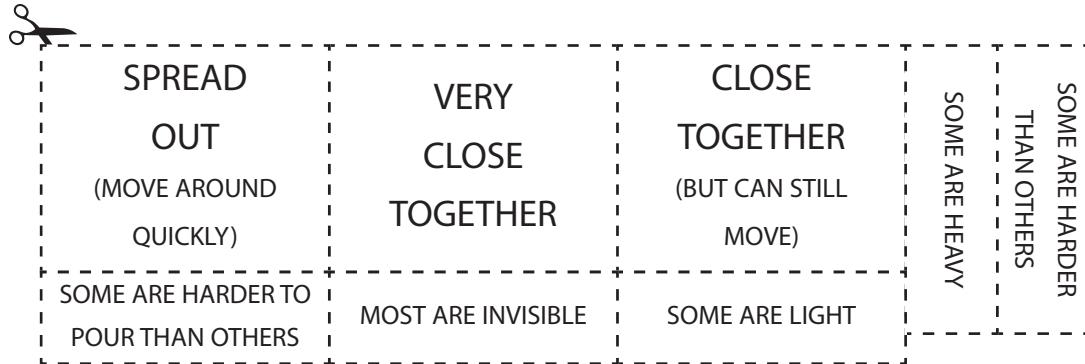 SPREAD
OUT
(MOVE AROUND
QUICKLY)
VERY
CLOSE
TOGETHER
CLOSE
TOGETHER
(BUT CAN STILL
MOVE)
SOME ARE HEAVY
SOME ARE HARDER
THAN OTHERS
SOME ARE HARDER TO
POUR THAN OTHERS
MOST ARE INVISIBLE
SOME ARE LIGHT